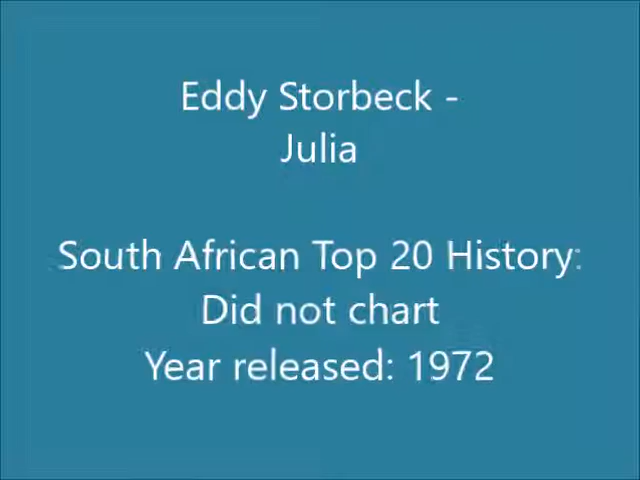 Eddy Storbeck -
Julia
South African Top 20 History:
Did not chart
Year released: 1972